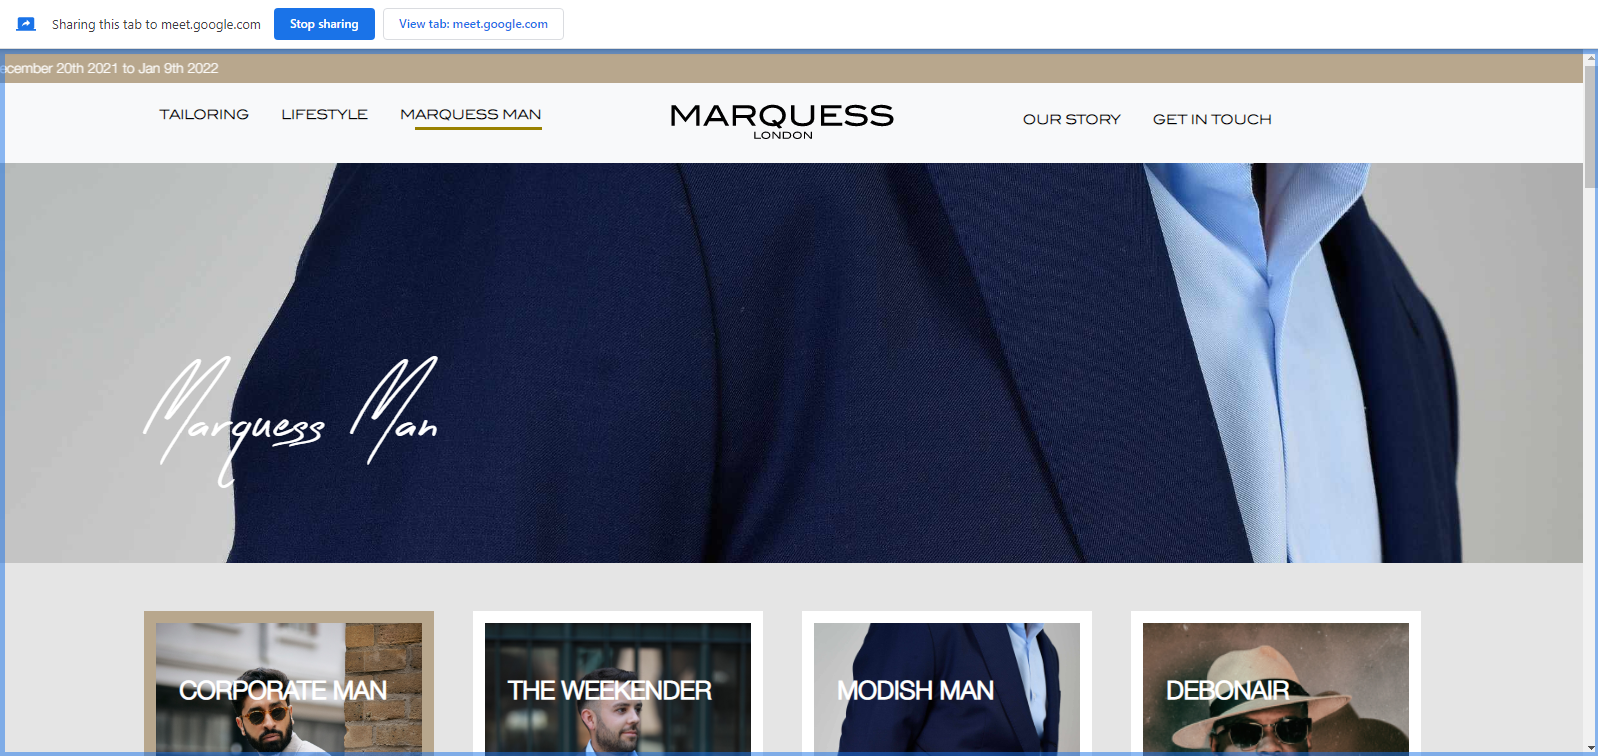 Sharing this tab to meet.google.com Stop sharing View tab: meet.google.com
20th 2021 to Jan 9th 2022
TAILORING LIFESTYLE MARQUESS MAN MARQUESS OUR STORY GET IN TOUCH
LONDON
Marquess Man
CORPORATE MAN THE WEEKENDER MODISH MAN DEBONAIR